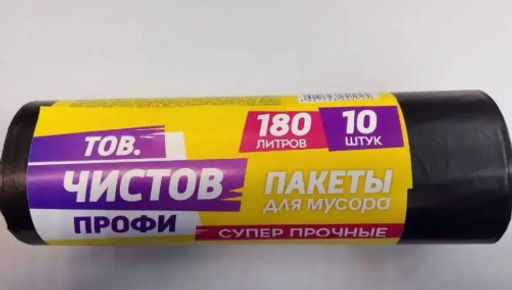 ТОВ.
ЧИСТОВ
ПРОФИ
180
ЛИТРОВ
10
ШТУК
ПАКЕТЫ
для мусора
СУПЕР ПРОЧНЫЕ